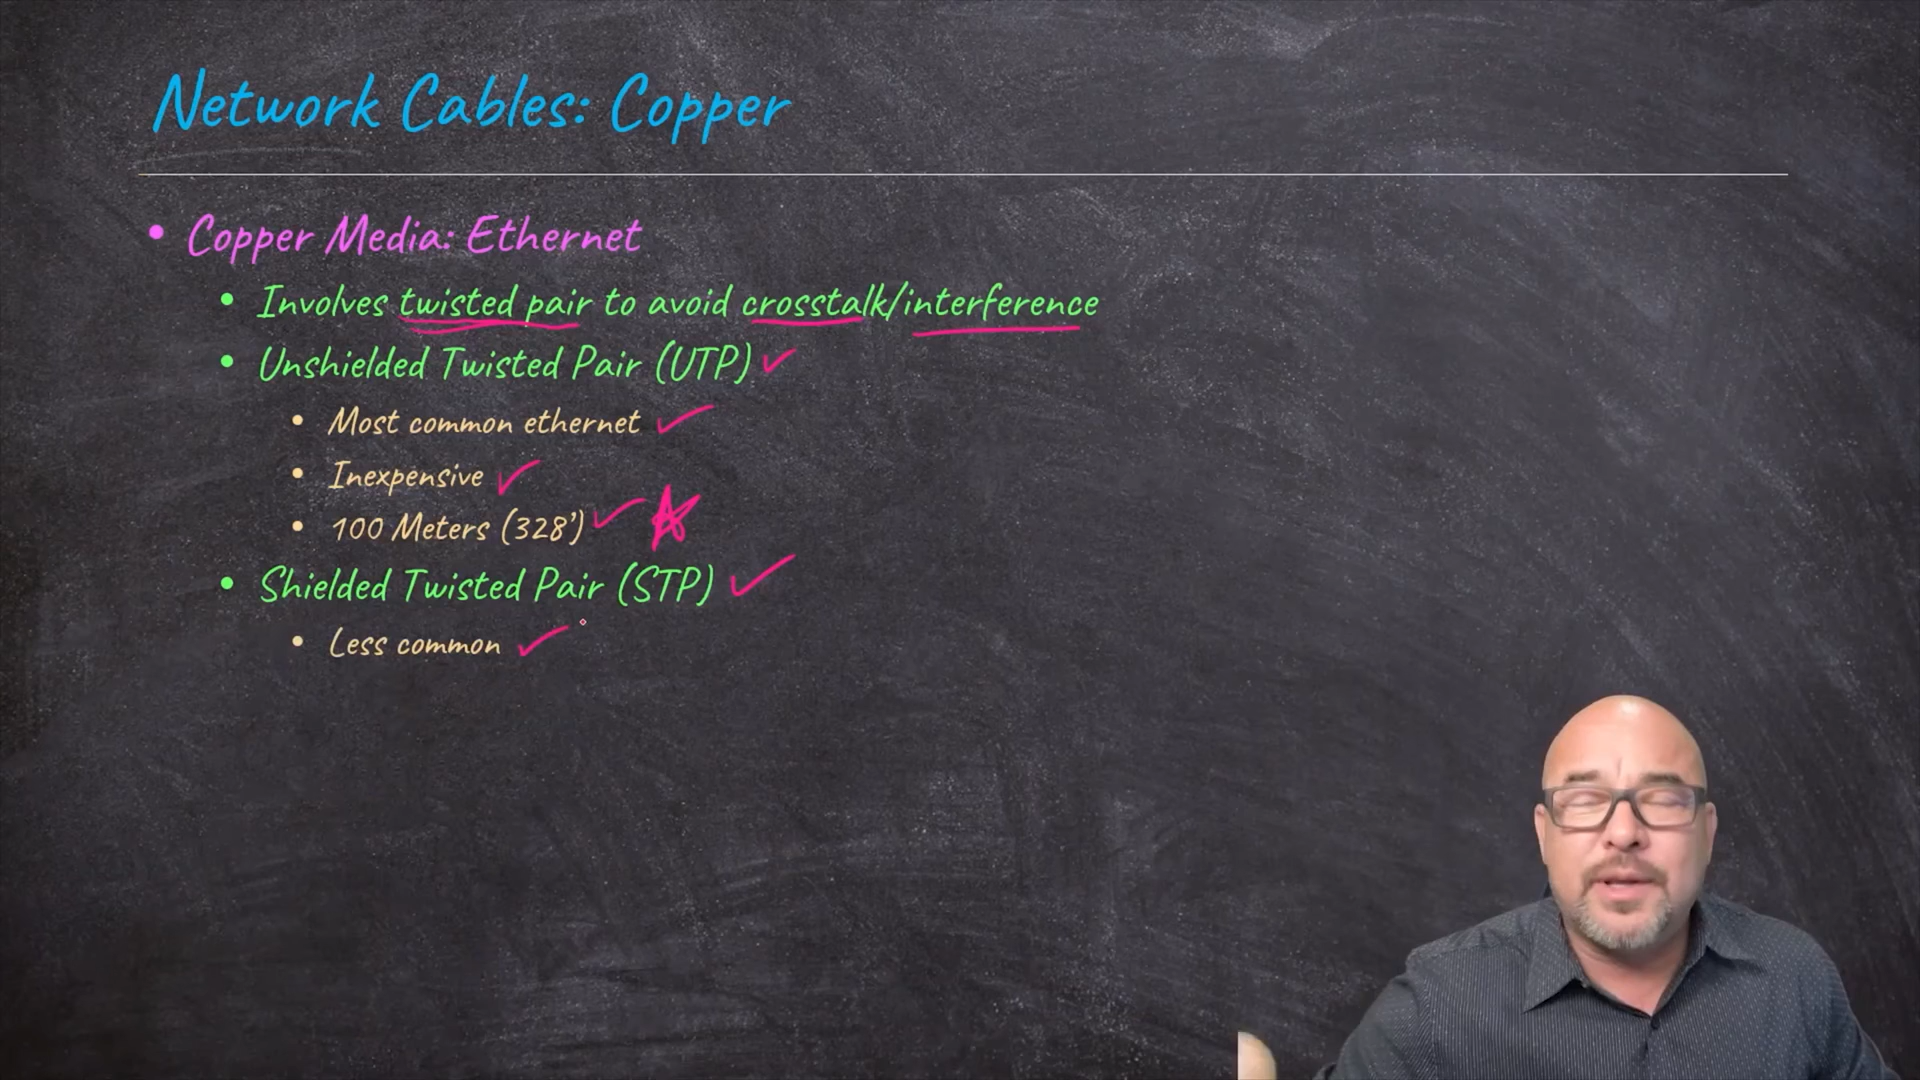 Network Cables: Copper
• Copper Media: Ethernet
• Involves twisted pair to avoid crosstalk/interference
• Unshielded Twisted Pair (UTP)
• Most common ethernet
• Inexpensive
• 100 Meters (328')
• Shielded Twisted Pair (STP)
• Less common